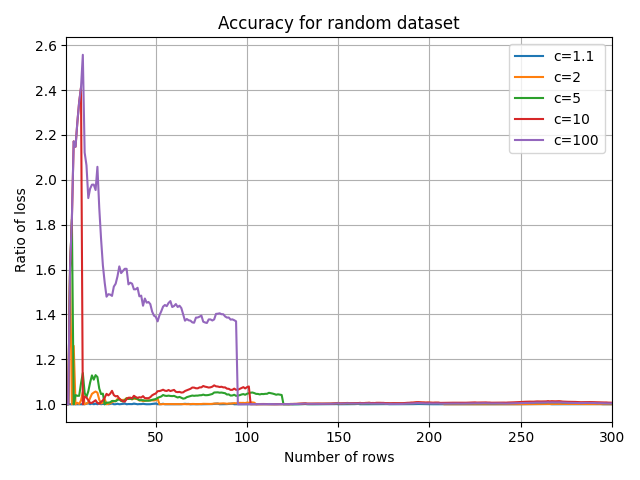 Accuracy for random dataset
2.6
2.4
2.2
2.0
1.8
1.6
1.4
1.2
1.0
Ratio of loss
c=1.1
c=2
c=5
c=10
c=100
50 100 150 200 250 300
Number of rows